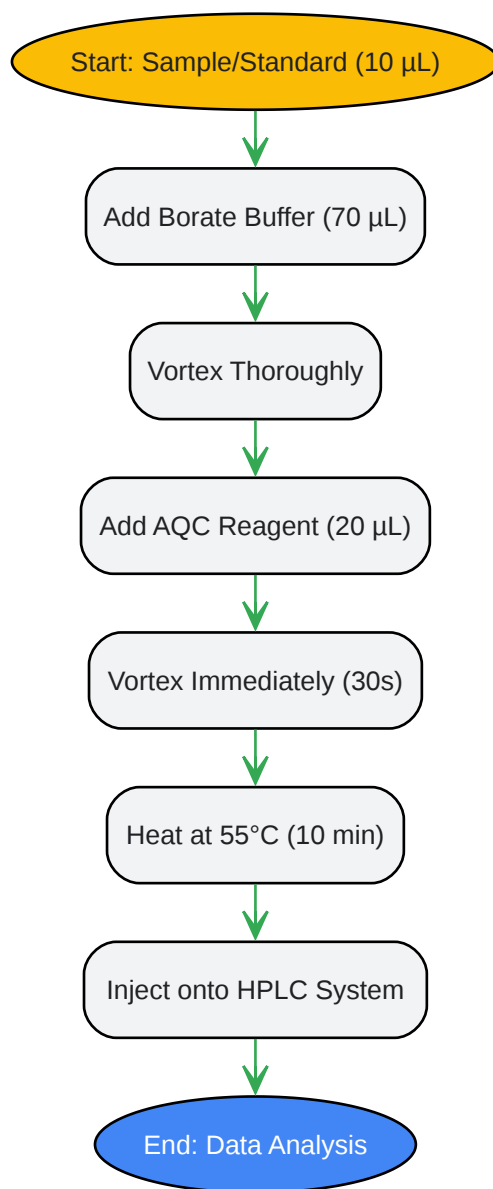 Start: Sample/Standard (10 µL)
Add Borate Buffer (70 µL)
Vortex Thoroughly
Add AQC Reagent (20 µL)
Vortex Immediately (30s)
Heat at 55°C (10 min)
Inject onto HPLC System
End: Data Analysis